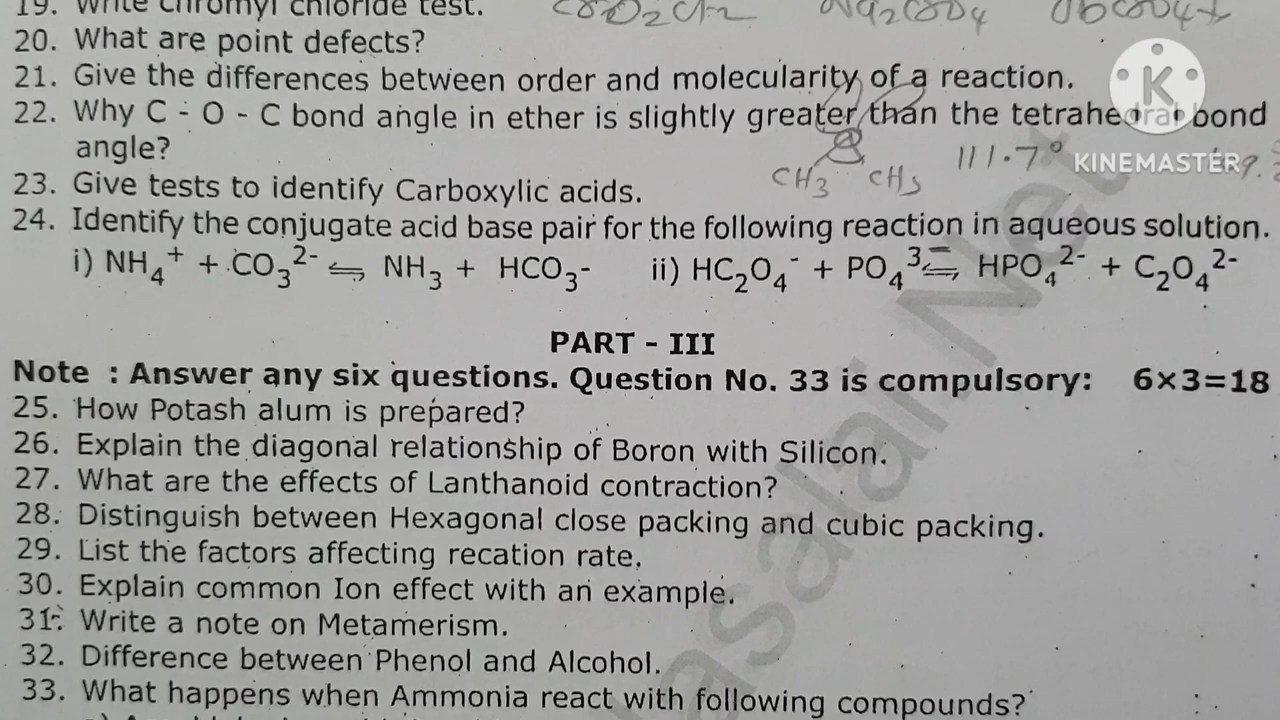 19. Write chromyl chloride test.
20. What are point defects?
21. Give the differences between order and molecularity of a reaction.
22. Why C - O - C bond angle in ether is slightly greater than the tetrahedral bond
angle?
111.7°
K
KINEMASTER
CH3 CH3
23. Give tests to identify Carboxylic acids.
24. Identify the conjugate acid base pair for the following reaction in aqueous solution.
i) NH₄⁺ + CO₃²⁻ ⇋ NH₃ + HCO₃- ii) HC₂O₄⁻ + PO₄³⁻ ⇋ HPO₄²⁻ + C₂O₄²⁻
PART - III
Note : Answer any six questions. Question No. 33 is compulsory: 6×3=18
25. How Potash alum is prepared?
26. Explain the diagonal relationship of Boron with Silicon.
27. What are the effects of Lanthanoid contraction?
28. Distinguish between Hexagonal close packing and cubic packing.
29. List the factors affecting recation rate.
30. Explain common Ion effect with an example.
31. Write a note on Metamerism.
32. Difference between Phenol and Alcohol.
33. What happens when Ammonia react with following compounds?